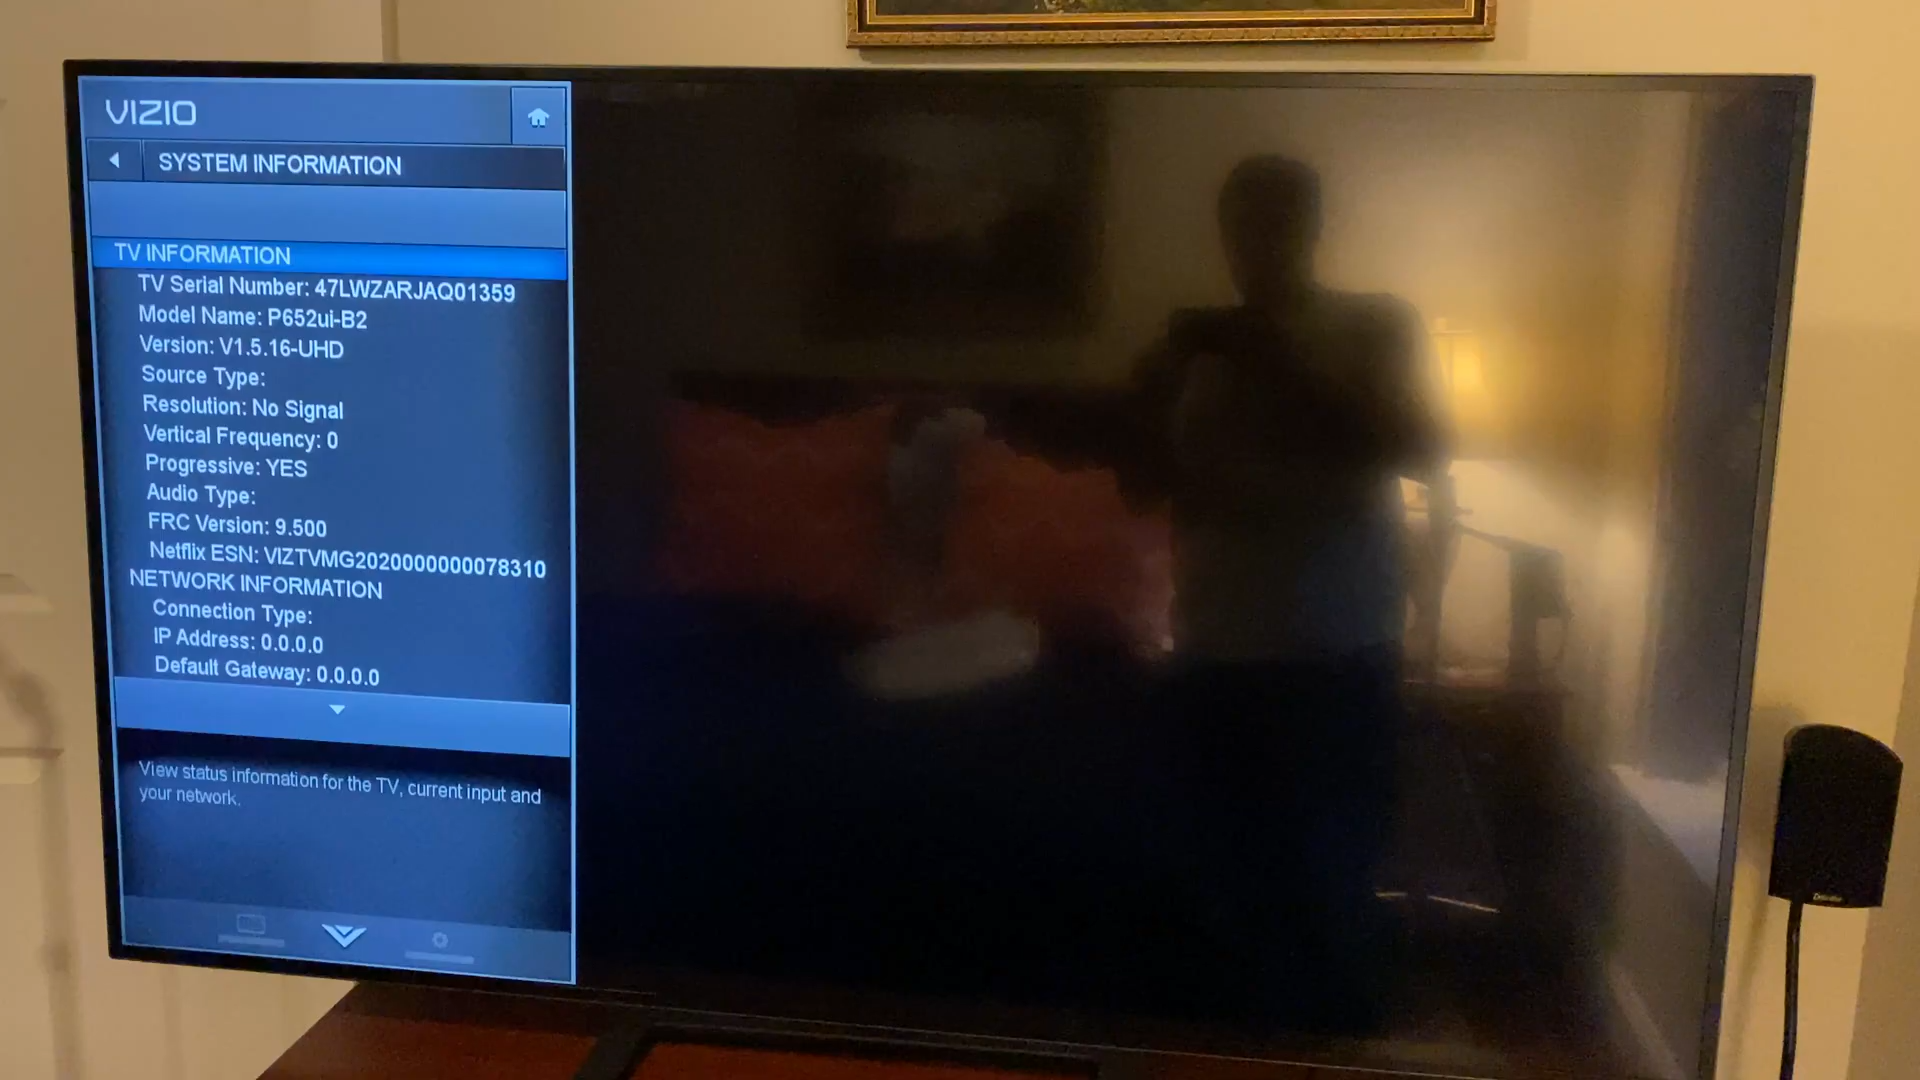 VIZIO
SYSTEM INFORMATION
TV INFORMATION
TV Serial Number: 47LWZARJAQ01359
Model Name: P652ui-B2
Version: V1.5.16-UHD
Source Type:
Resolution: No Signal
Vertical Frequency: 0
Progressive: YES
Audio Type:
FRC Version: 9.500
Netflix ESN: VIZTVMG2020000000078310
NETWORK INFORMATION
Connection Type:
IP Address: 0.0.0.0
Default Gateway: 0.0.0.0
View status information for the TV, current input and
your network.